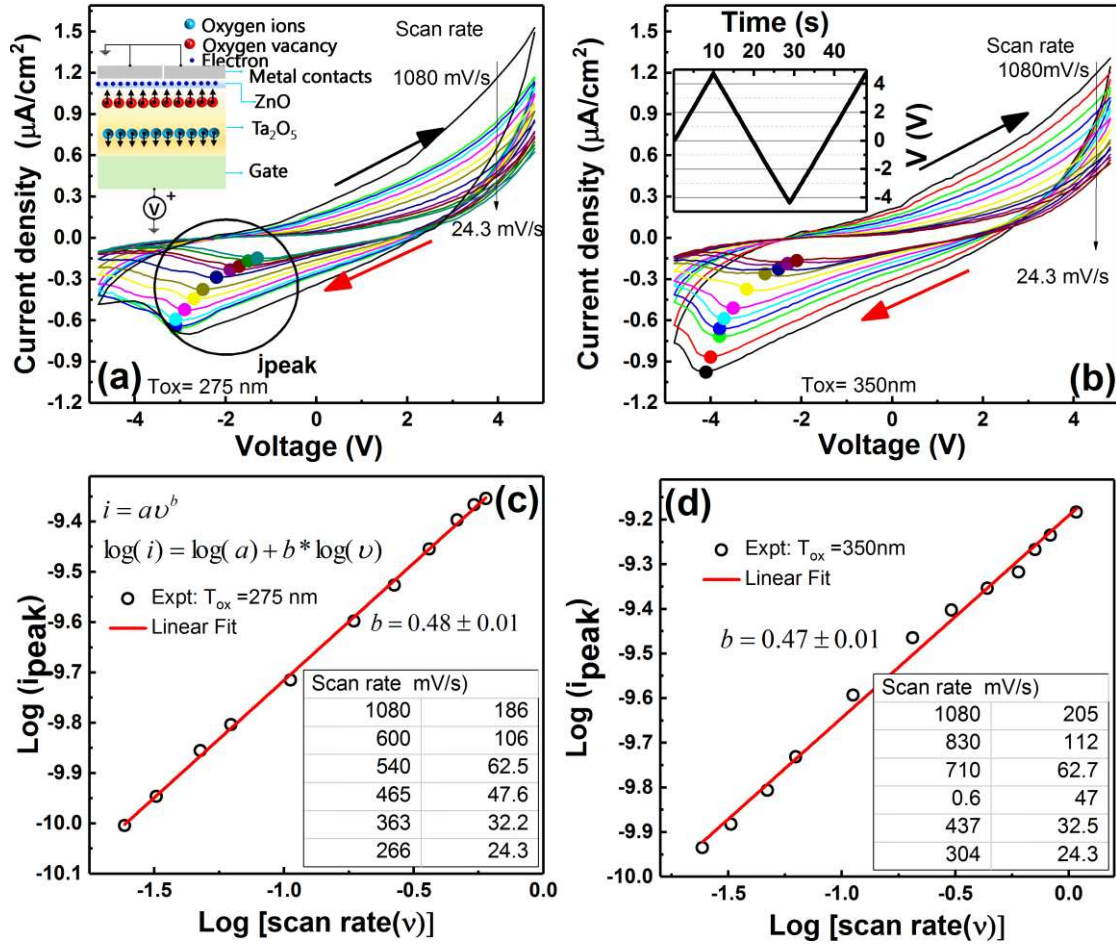 Oxygen ions
Oxygen vacancy
Electron
Metal contacts
ZnO
Ta2O5
Gate
V
+
Scan rate
1080 mV/s
24.3 mV/s
jpeak
(a)
Tox= 275 nm
1.5
1.2
0.9
0.6
0.3
0.0
-0.3
-0.6
-0.9
-1.2
Current density (μA/cm2)
-4 -2 0 2 4
Voltage (V)
Time (s)
10 30 40
4
2
0
-2
-4
V (V)
Scan rate
1080mV/s
24.3 mV/s
Tox= 350nm
(b)
1.5
1.2
0.9
0.6
0.3
0.0
-0.3
-0.6
-0.9
-1.2
Current density (μA/cm2)
-4 -2 0 2 4
Voltage (V)
(c)
i = aυ^b
log(i) = log(a) + b*log(υ)
Expt: Tox =275 nm
Linear Fit
b = 0.48 ± 0.01
Scan rate mV/s)
1080 186
600 106
540 62.5
465 47.6
363 32.2
266 24.3
-9.4
-9.5
-9.6
-9.7
-9.8
-9.9
-10.0
-10.1
Log (ipeak)
-1.5 -1.0 -0.5 0.0
Log [scan rate(ν)]
(d)
Expt: Tox =350nm
Linear Fit
b = 0.47 ± 0.01
Scan rate mV/s)
1080 205
830 112
710 62.7
0.6 47
437 32.5
304 24.3
-9.2
-9.3
-9.4
-9.5
-9.6
-9.7
-9.8
-9.9
-10.0
Log (ipeak)
-1.5 -1.0 -0.5 0.0
Log [scan rate(ν)]